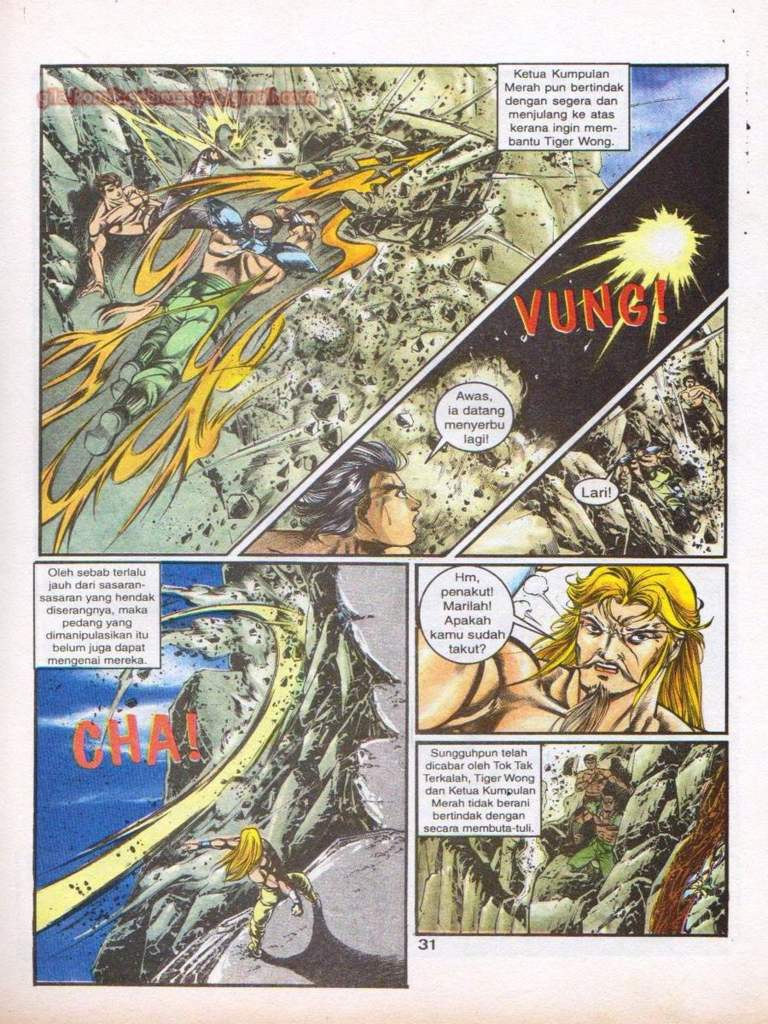 Ketua Kumpulan
Merah pun bertindak
dengan segera dan
menjulang ke atas
kerana ingin mem-
bantu Tiger Wong.
VUNG!
Awas,
ia datang
menyerbu
lagi!
Lari!
Oleh sebab terlalu
jauh dari sasaran-
sasaran yang hendak
diserangnya, maka
pedang yang
dimanipulasikan itu
belum juga dapat
mengenai mereka.
CHA!
Hm,
penakut!
Marilah!
Apakah
kamu sudah
takut?
Sungguhpun telah
dicabar oleh Tok Tak
Terkalah, Tiger Wong
dan Ketua Kumpulan
Merah tidak berani
bertindak dengan
secara membuta-tuli.
31